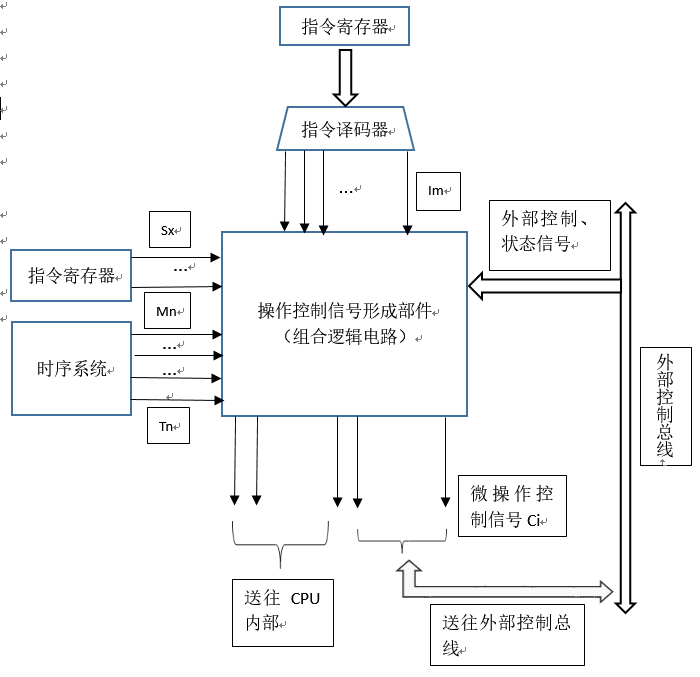 指令寄存器
指令译码器
...
Im
Sx
外部控制、
状态信号
指令寄存器
...
Mn
操作控制信号形成部件
（组合逻辑电路）
时序系统
...
...
Tn
外部控制总线
微操作控
制信号Ci
送往 CPU
内部
送往外部控制总
线